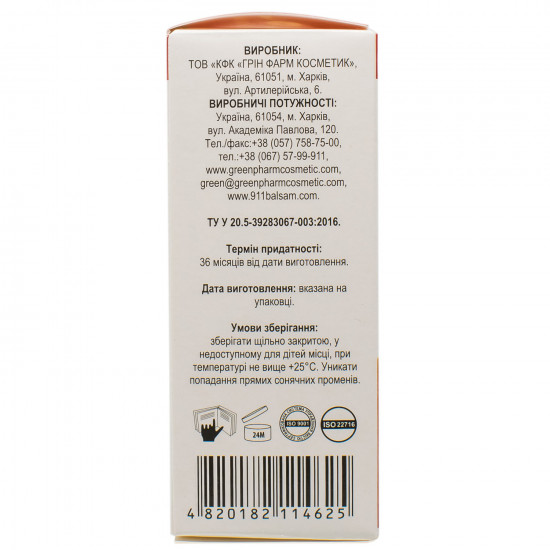 ВИРОБНИК:
ТОВ «КФК «ГРІН ФАРМ КОСМЕТИК»,
Україна, 61051, м. Харків,
вул. Артилерійська, 6.
ВИРОБНИЧІ ПОТУЖНОСТІ:
Україна, 61054, м. Харків,
вул. Академіка Павлова, 120.
Тел./факс:+38 (057) 758-75-00,
тел.:+38 (067) 57-99-911,
www.greenpharmcosmetic.com,
green@greenpharmcosmetic.com,
www.911balsam.com.
ТУ У 20.5-39283067-003:2016.
Термін придатності:
36 місяців від дати виготовлення.
Дата виготовлення: вказана на
упаковці.
Умови зберігання:
зберігати щільно закритою, у
недоступному для дітей місці, при
температурі не вище +25°С. Уникати
попадання прямих сонячних променів.
24M
ISO 9001
ISO 22716
4 820182 114625